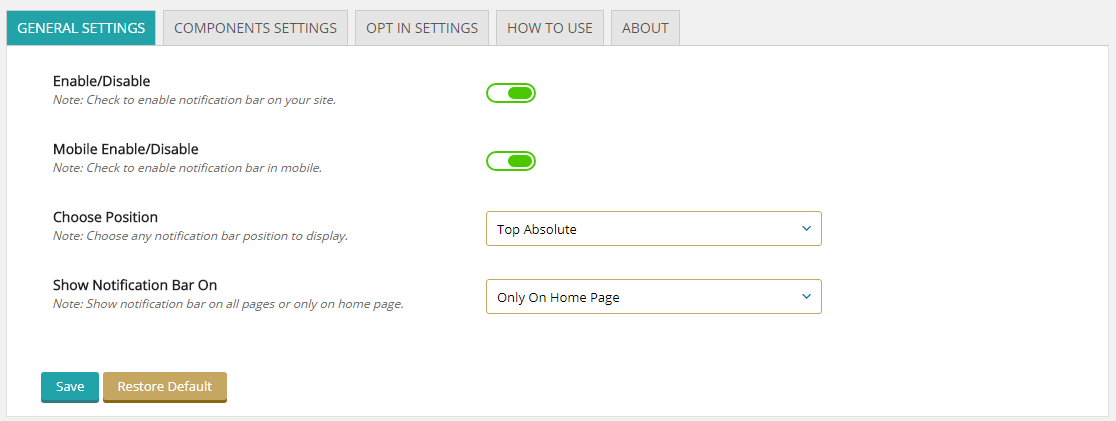 GENERAL SETTINGS COMPONENTS SETTINGS OPT IN SETTINGS HOW TO USE ABOUT
Enable/Disable
Note: Check to enable notification bar on your site.
Mobile Enable/Disable
Note: Check to enable notification bar in mobile.
Choose Position
Note: Choose any notification bar position to display.
Top Absolute
Show Notification Bar On
Note: Show notification bar on all pages or only on home page.
Only On Home Page
Save Restore Default